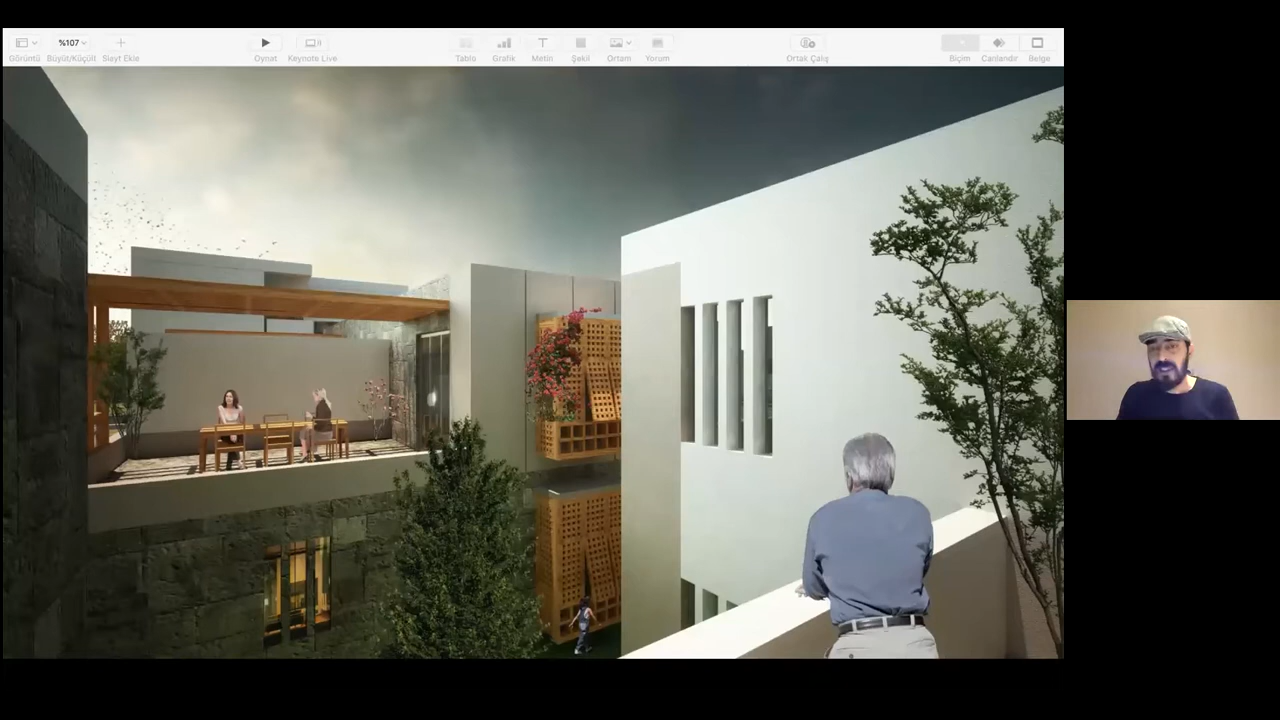 %107
Görüntü Büyüt/Küçült Slayt Ekle Oynat Keynote Live Tablo Grafik Metin Şekil Ortam Yorum Ortak Çalış Biçim Canlandır Belge